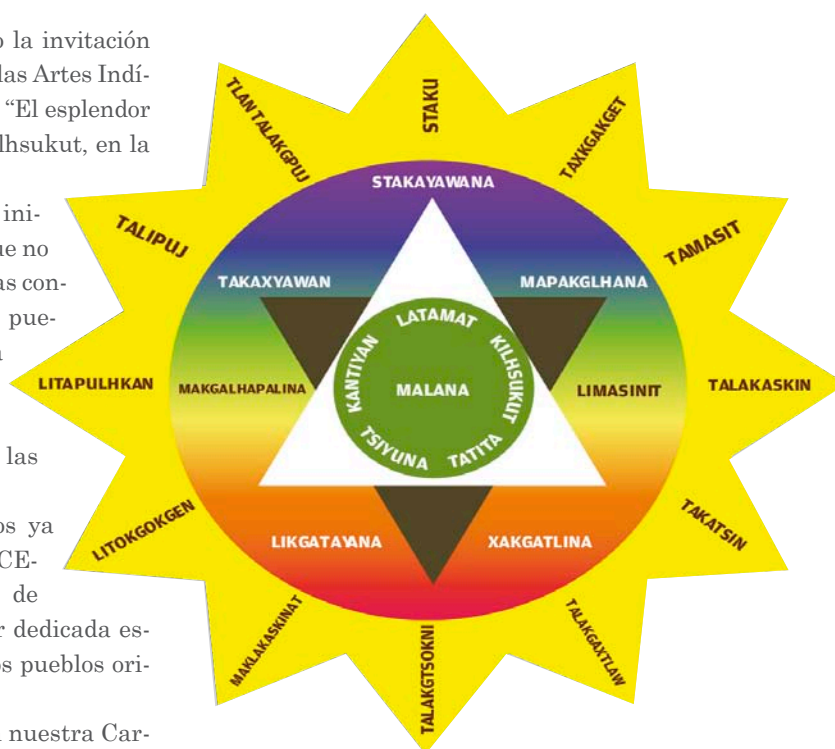 o la invitación
las Artes Indí-
“El esplendor
lhsukut, en la
ini-
ue no
as con-
pue-
las
os ya
CE-
de
r dedicada es-
os pueblos ori-
nuestra Car-
STAKU
TAXKGAKGET
TAMASIT
TALAKASKIN
TAKATSIN
TALAKGAXTLAW
TALAKGTSOKNI
MAKLAKASKINAT
LITOKGOKGEN
LITAPULHKAN
TALIPUJ
TLANTALAKGPUJ
STAKAYAWANA
TAKAXYAWAN
MAPAKGLHANA
MAKGALHAPALINA
LIMASINIT
LIKGATAYANA
XAKGATLINA
LATAMAT
KILHSUKUT
TATITA
TSIYUNA
KANTIYAN
MALANA